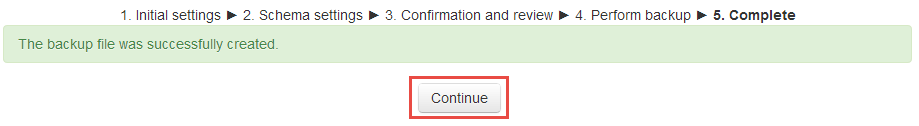 1. Initial settings ► 2. Schema settings ► 3. Confirmation and review ► 4. Perform backup ► 5. Complete
The backup file was successfully created.
Continue